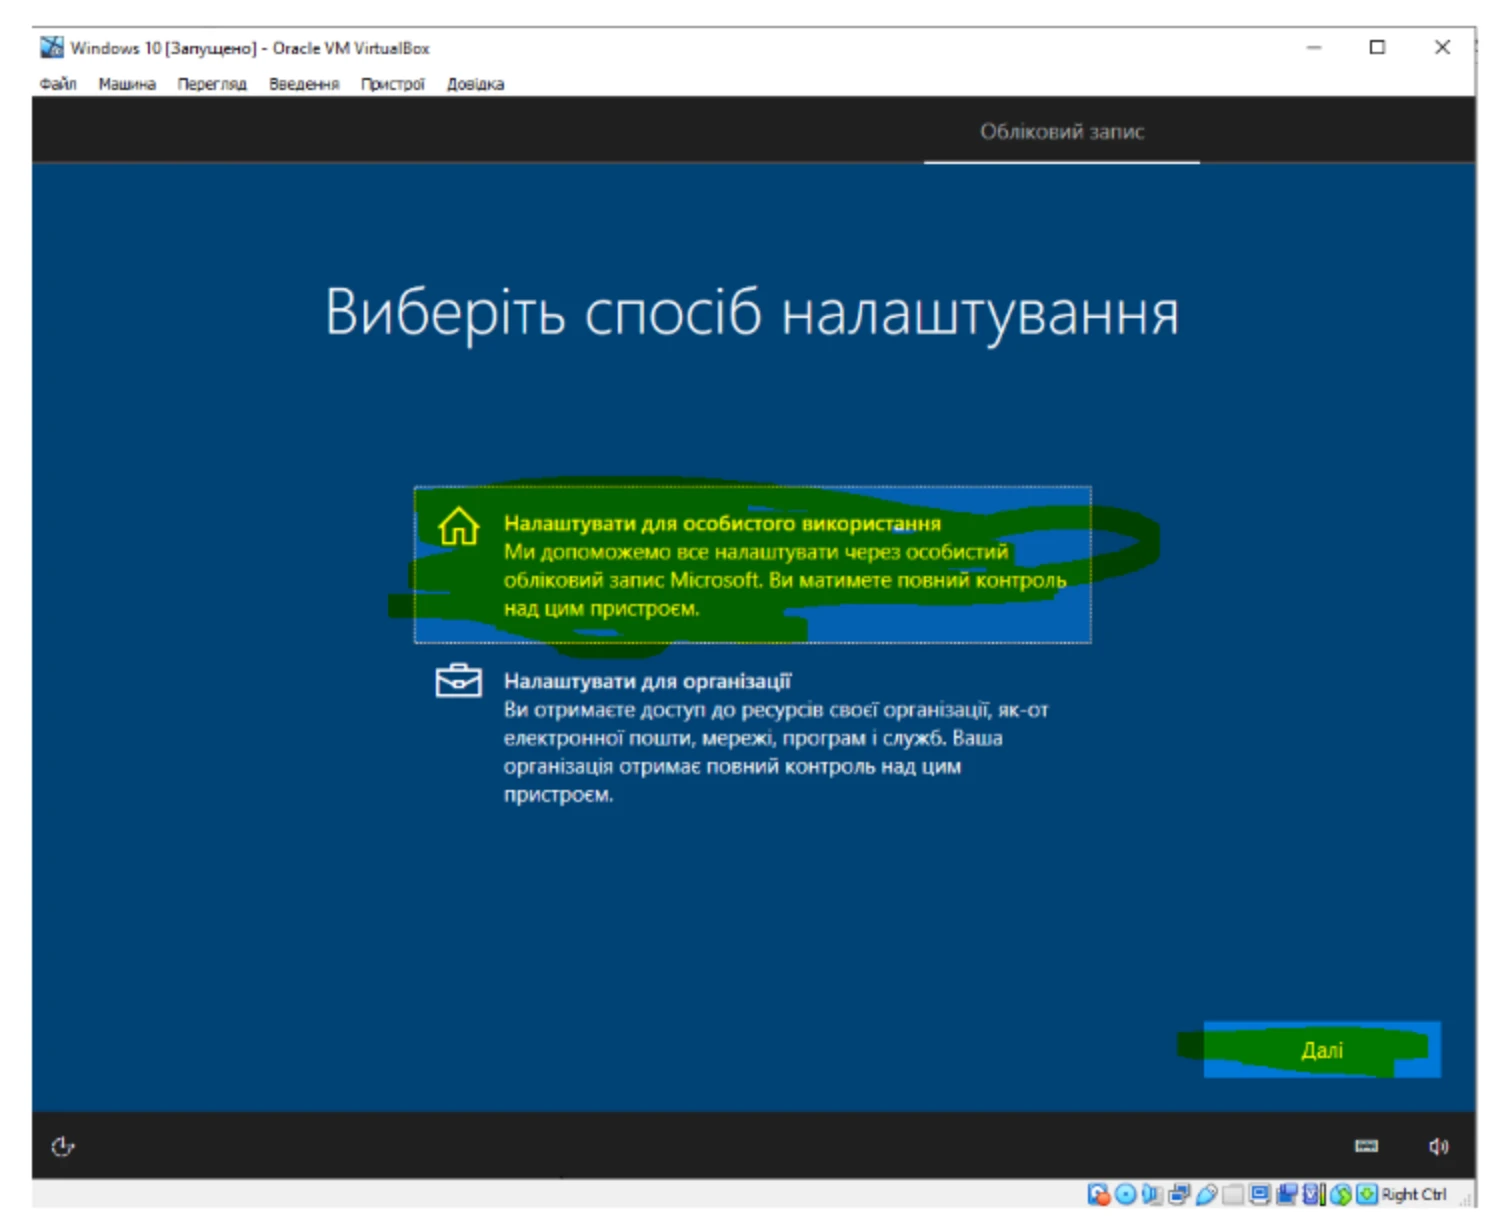 Windows 10 [Запущено] - Oracle VM VirtualBox
Файл Машина Перегляд Введення Пристрої Довідка
Обліковий запис
Виберіть спосіб налаштування
Налаштувати для особистого використання
Ми допоможемо все налаштувати через особистий
обліковий запис Microsoft. Ви матимете повний контроль
над цим пристроєм.
Налаштувати для організації
Ви отримаєте доступ до ресурсів своєї організації, як-от
електронної пошти, мережі, програм і служб. Ваша
організація отримає повний контроль над цим
пристроєм.
Далі
Right Ctrl